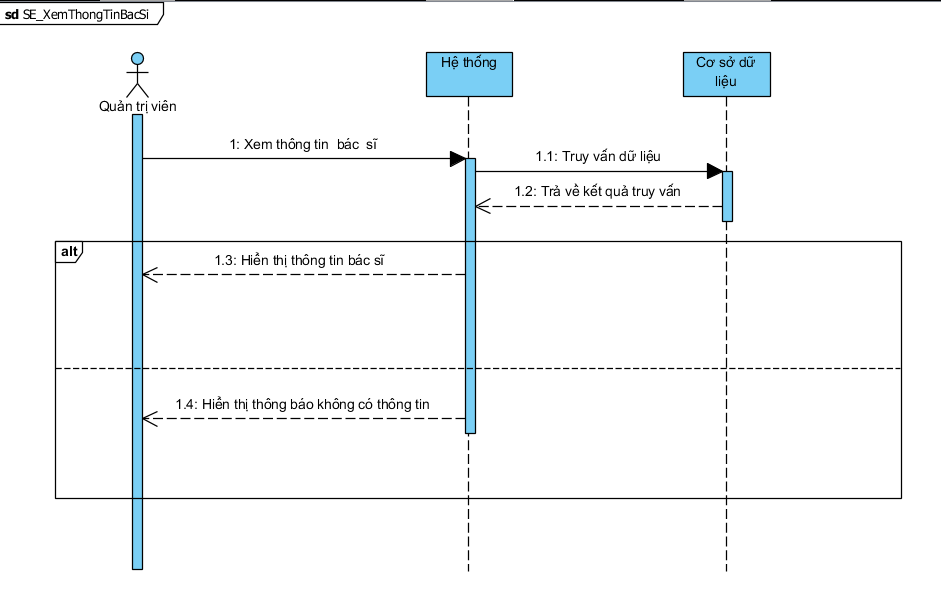 sd SE_XemThongTinBacSi
Quản trị viên
Hệ thống
Cơ sở dữ
liệu
1: Xem thông tin bác sĩ
1.1: Truy vấn dữ liệu
1.2: Trả về kết quả truy vấn
alt
1.3: Hiển thị thông tin bác sĩ
1.4: Hiển thị thông báo không có thông tin